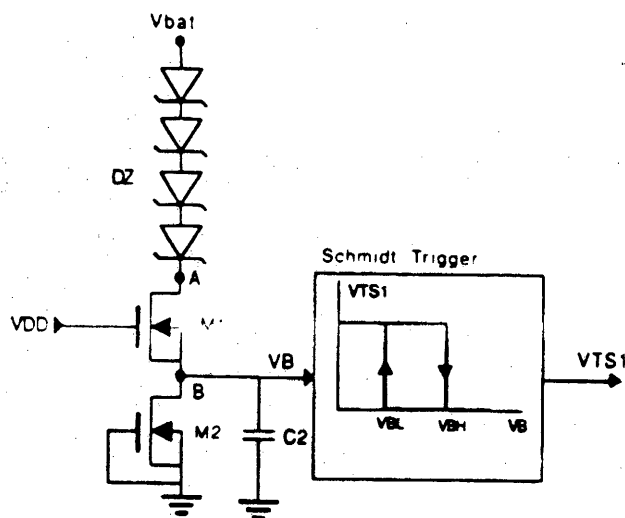 Vbat
DZ
A
Schmidt Trigger
VTS1
VDD
VB
VTS1
B
M2
C2
VBL
VBH
VB